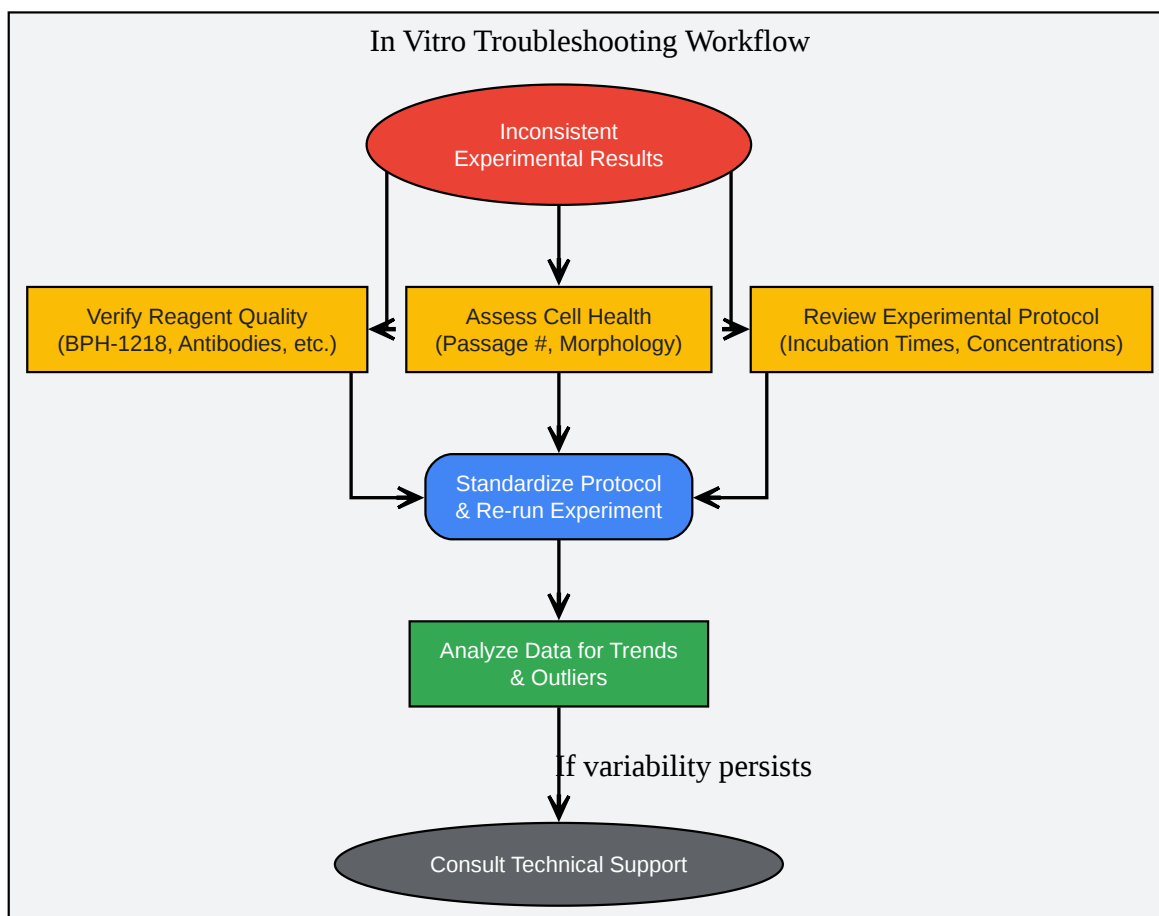 In Vitro Troubleshooting Workflow
Inconsistent
Experimental Results
Verify Reagent Quality
(BPH-1218, Antibodies, etc.)
Assess Cell Health
(Passage #, Morphology)
Review Experimental Protocol
(Incubation Times, Concentrations)
Standardize Protocol
& Re-run Experiment
Analyze Data for Trends
& Outliers
If variability persists
Consult Technical Support